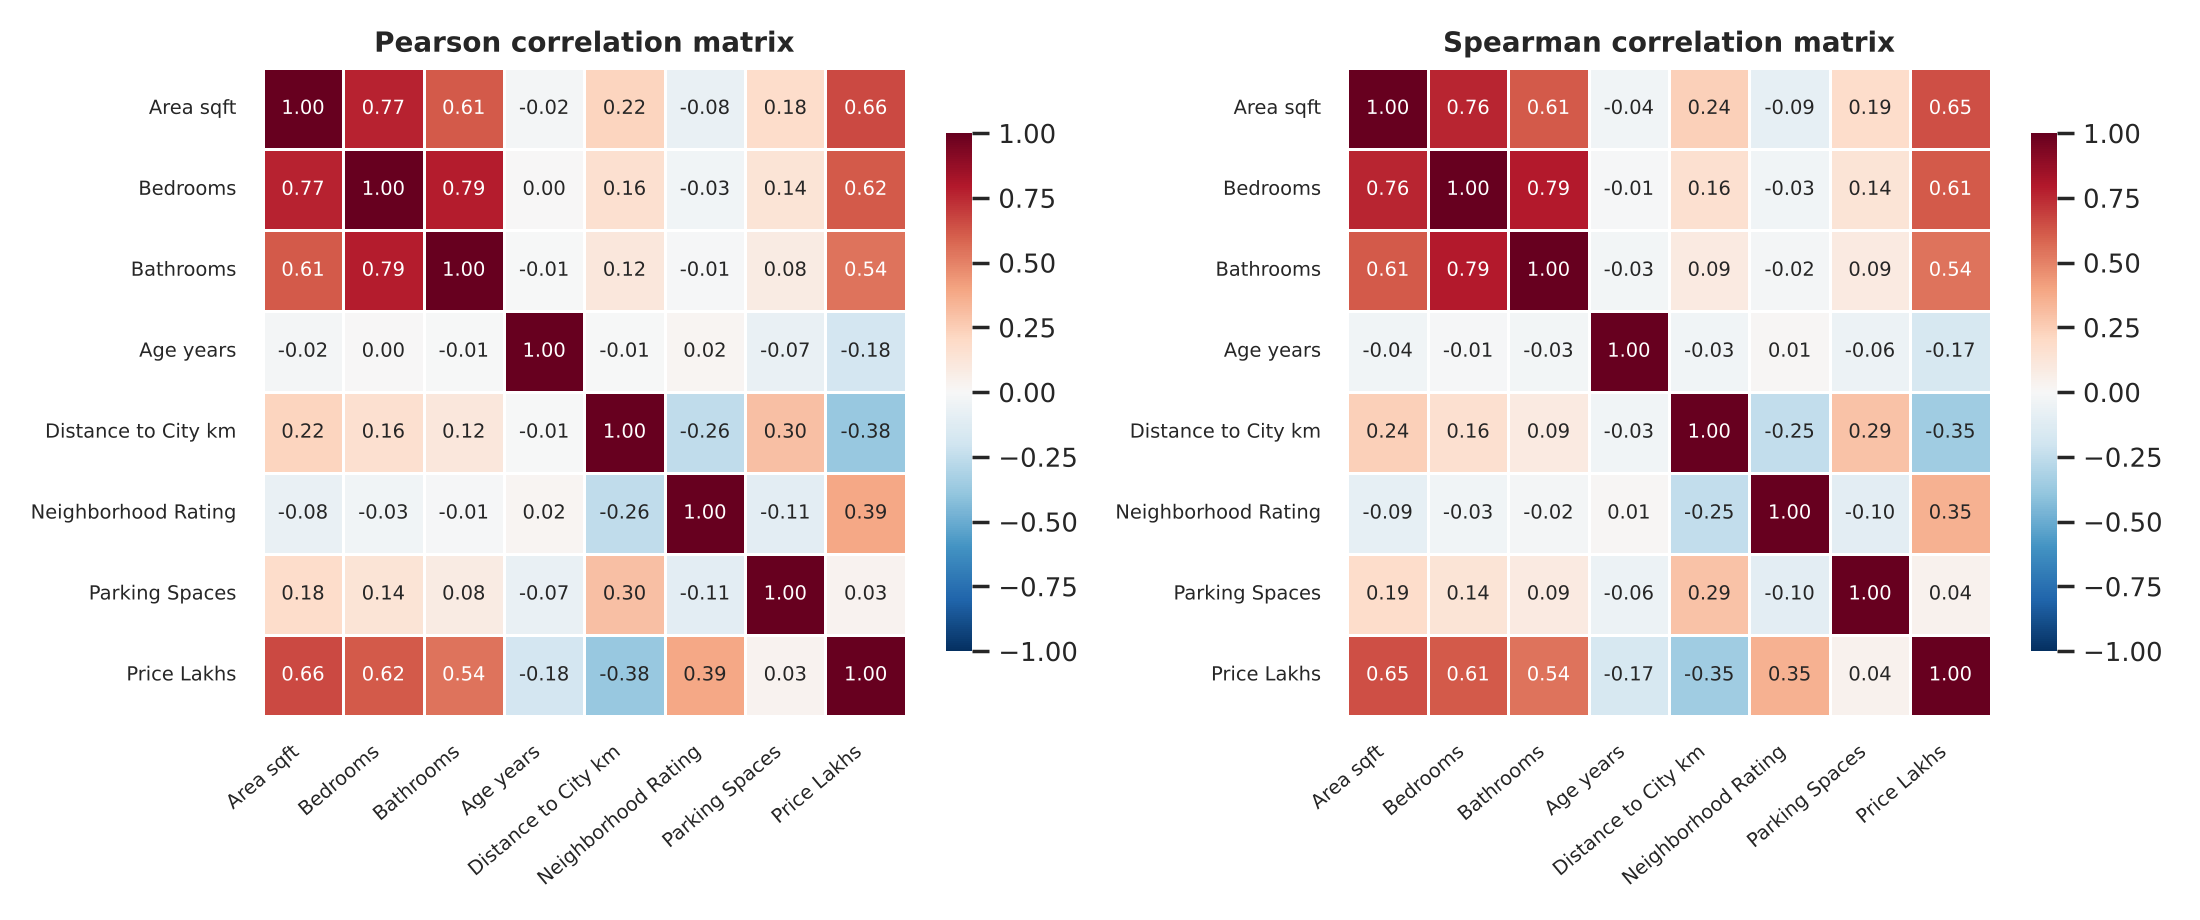 Pearson correlation matrix
Area sqft 1.00 0.77 0.61 -0.02 0.22 -0.08 0.18 0.66
Bedrooms 0.77 1.00 0.79 0.00 0.16 -0.03 0.14 0.62
Bathrooms 0.61 0.79 1.00 -0.01 0.12 -0.01 0.08 0.54
Age years -0.02 0.00 -0.01 1.00 -0.01 0.02 -0.07 -0.18
Distance to City km 0.22 0.16 0.12 -0.01 1.00 -0.26 0.30 -0.38
Neighborhood Rating -0.08 -0.03 -0.01 0.02 -0.26 1.00 -0.11 0.39
Parking Spaces 0.18 0.14 0.08 -0.07 0.30 -0.11 1.00 0.03
Price Lakhs 0.66 0.62 0.54 -0.18 -0.38 0.39 0.03 1.00
Area sqft
Bedrooms
Bathrooms
Age years
Distance to City km
Neighborhood Rating
Parking Spaces
Price Lakhs
1.00
0.75
0.50
0.25
0.00
−0.25
−0.50
−0.75
−1.00
Spearman correlation matrix
Area sqft 1.00 0.76 0.61 -0.04 0.24 -0.09 0.19 0.65
Bedrooms 0.76 1.00 0.79 -0.01 0.16 -0.03 0.14 0.61
Bathrooms 0.61 0.79 1.00 -0.03 0.09 -0.02 0.09 0.54
Age years -0.04 -0.01 -0.03 1.00 -0.03 0.01 -0.06 -0.17
Distance to City km 0.24 0.16 0.09 -0.03 1.00 -0.25 0.29 -0.35
Neighborhood Rating -0.09 -0.03 -0.02 0.01 -0.25 1.00 -0.10 0.35
Parking Spaces 0.19 0.14 0.09 -0.06 0.29 -0.10 1.00 0.04
Price Lakhs 0.65 0.61 0.54 -0.17 -0.35 0.35 0.04 1.00
Area sqft
Bedrooms
Bathrooms
Age years
Distance to City km
Neighborhood Rating
Parking Spaces
Price Lakhs
1.00
0.75
0.50
0.25
0.00
−0.25
−0.50
−0.75
−1.00